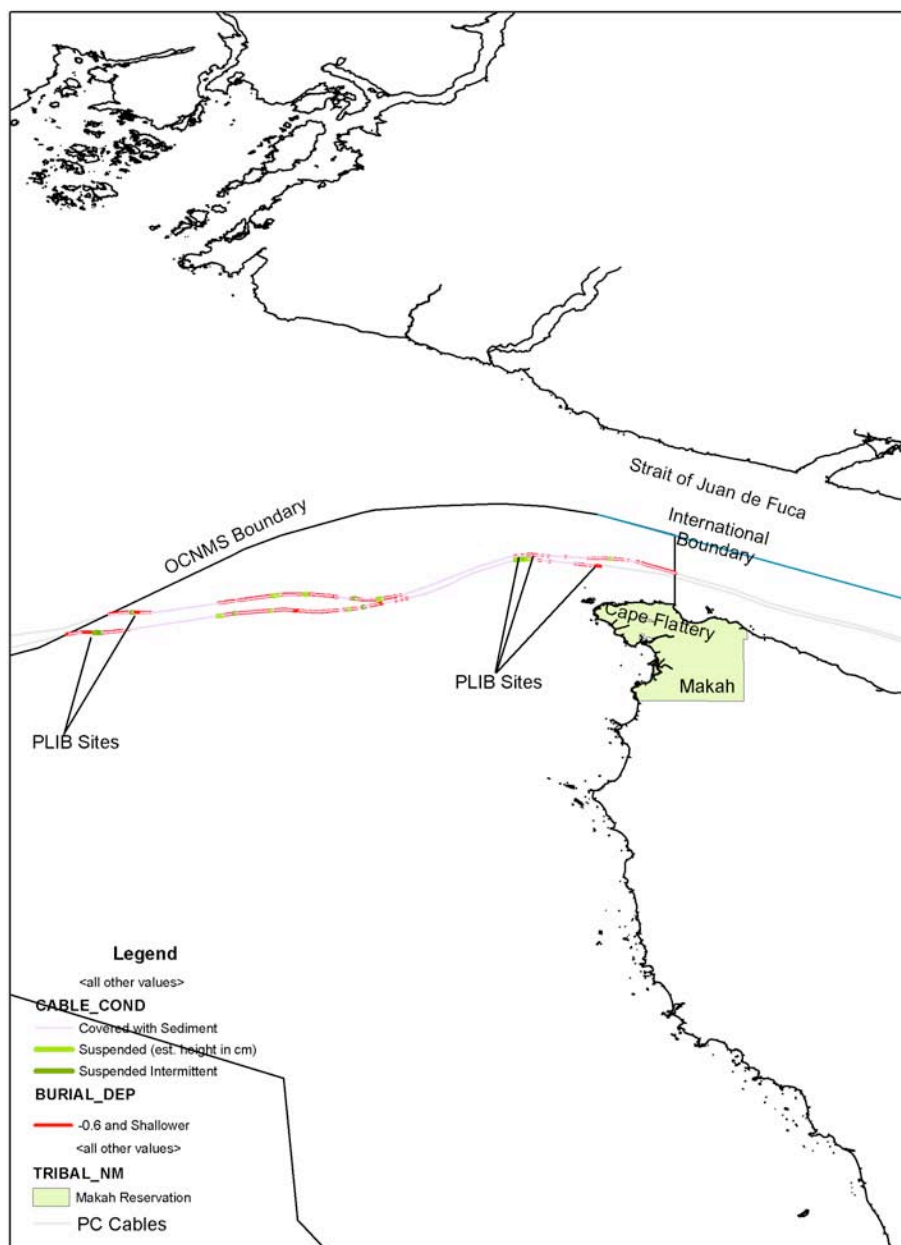 Strait of Juan de Fuca
International
Boundary
OCNMS Boundary
Cape Flattery
PLIB Sites
Makah
PLIB Sites
Legend
<all other values>
CABLE_COND
Covered with Sediment
Suspended (est. height in cm)
Suspended Intermittent
BURIAL_DEP
-0.6 and Shallower
<all other values>
TRIBAL_NM
Makah Reservation
PC Cables